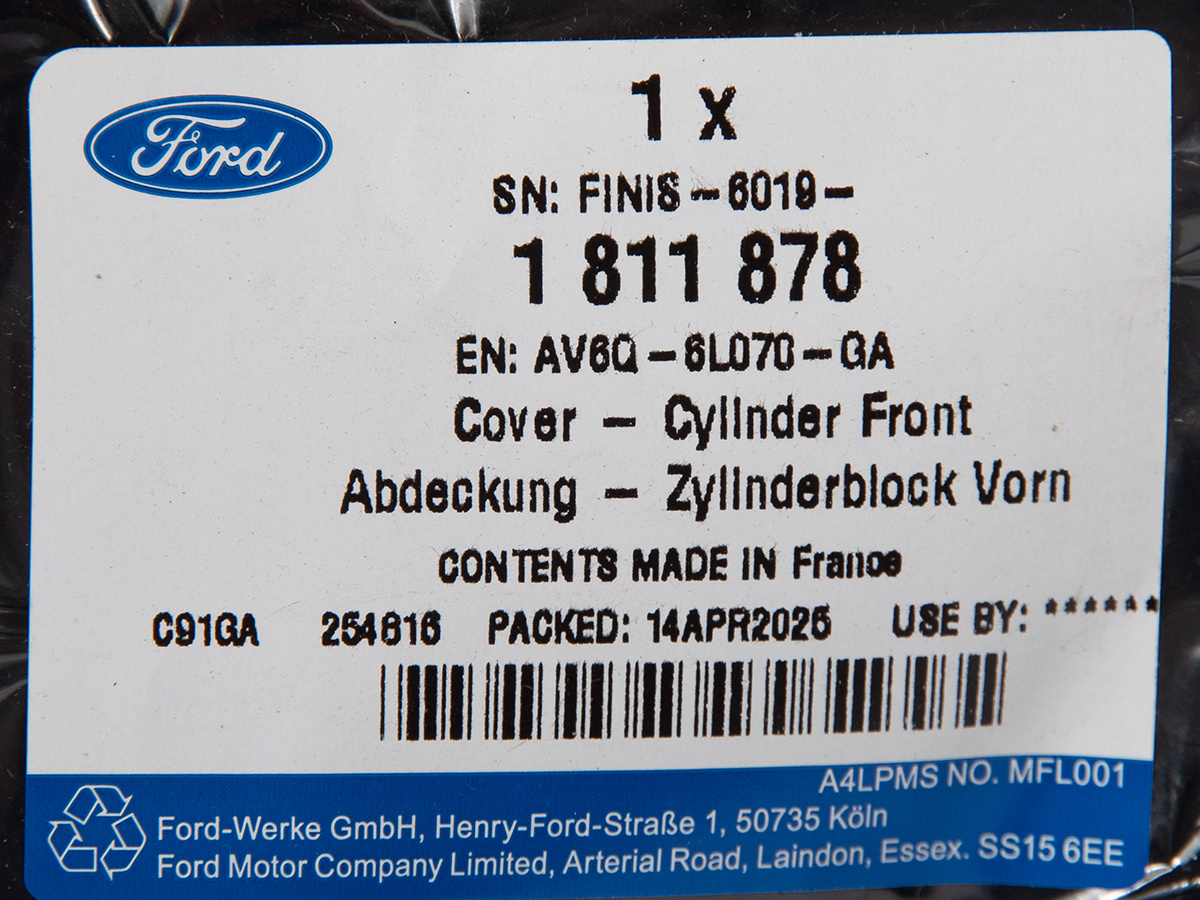 Ford
1 x
SN: FINIS - 6019 -
1 811 878
EN: AV6Q - 6L070 - GA
Cover - Cylinder Front
Abdeckung - Zylinderblock Vorn
CONTENTS MADE IN France
C91GA 254616 PACKED: 14APR2025 USE BY: ******
A4LPMS NO. MFL001
Ford-Werke GmbH, Henry-Ford-Straße 1, 50735 Köln
Ford Motor Company Limited, Arterial Road, Laindon, Essex. SS15 6EE